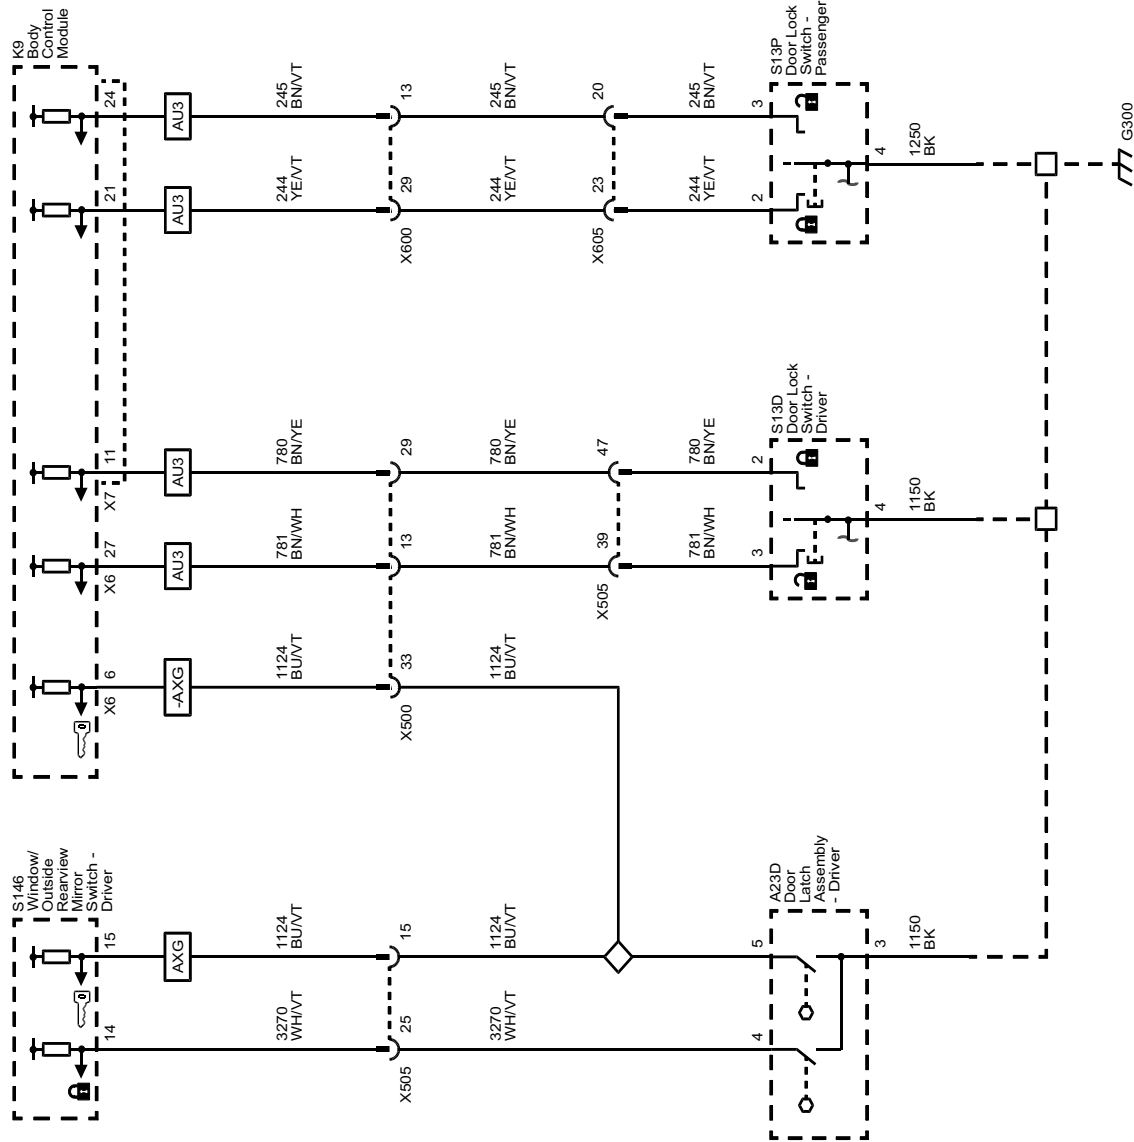 S146
Window/
Outside
Rearview
Mirror
Switch -
Driver
K9
Body
Control
Module
14
15
X6
6
X6
27
X7
11
21
24
AXG
-AXG
AU3
AU3
AU3
AU3
3270
WH/VT
1124
BU/VT
1124
BU/VT
781
BN/WH
780
BN/YE
244
YE/VT
245
BN/VT
X505
25
15
X500
33
13
29
X600
29
13
3270
WH/VT
1124
BU/VT
1124
BU/VT
781
BN/WH
780
BN/YE
244
YE/VT
245
BN/VT
X505
39
47
X605
23
20
781
BN/WH
780
BN/YE
244
YE/VT
245
BN/VT
4
5
3
2
2
3
A23D
Door
Latch
Assembly
- Driver
S13D
Door Lock
Switch -
Driver
S13P
Door Lock
Switch -
Passenger
3
4
4
1150
BK
1150
BK
1250
BK
G300